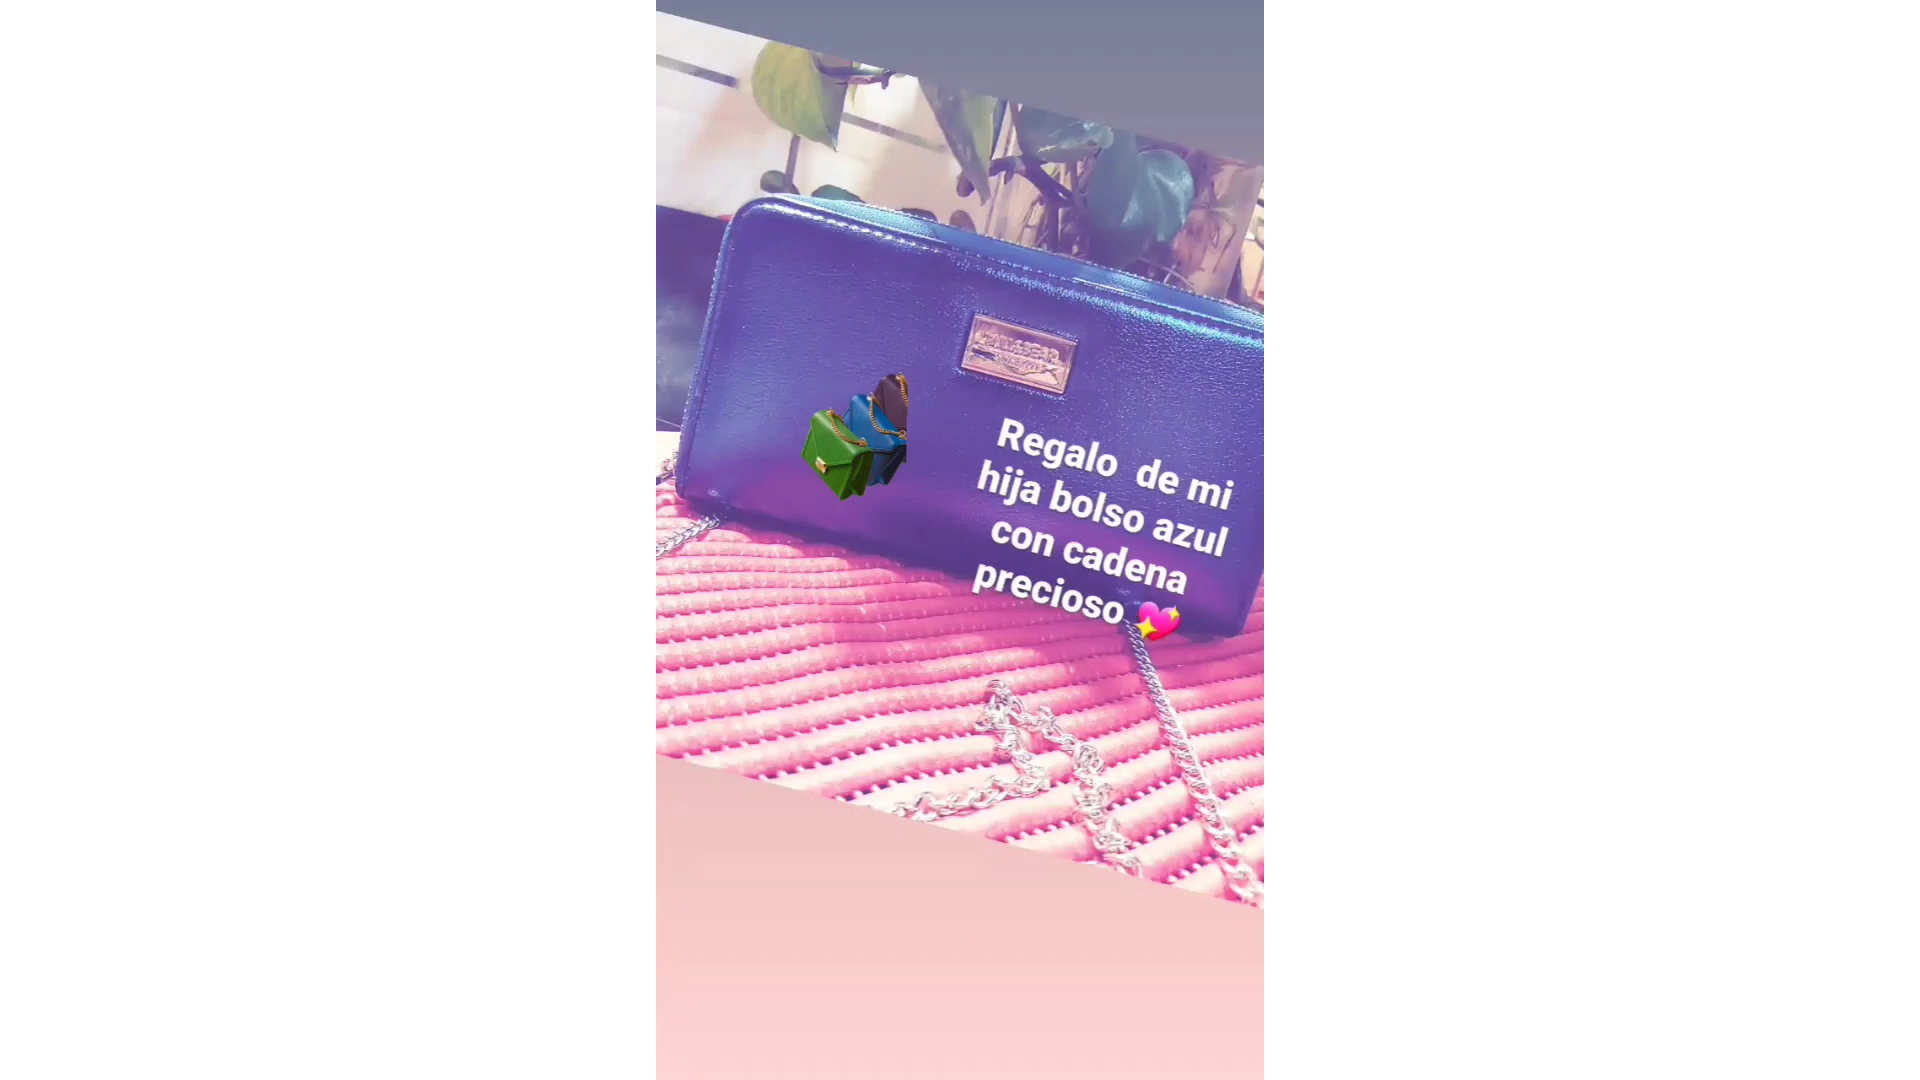 Regalo de mi
hija bolso azul
con cadena
precioso 💖